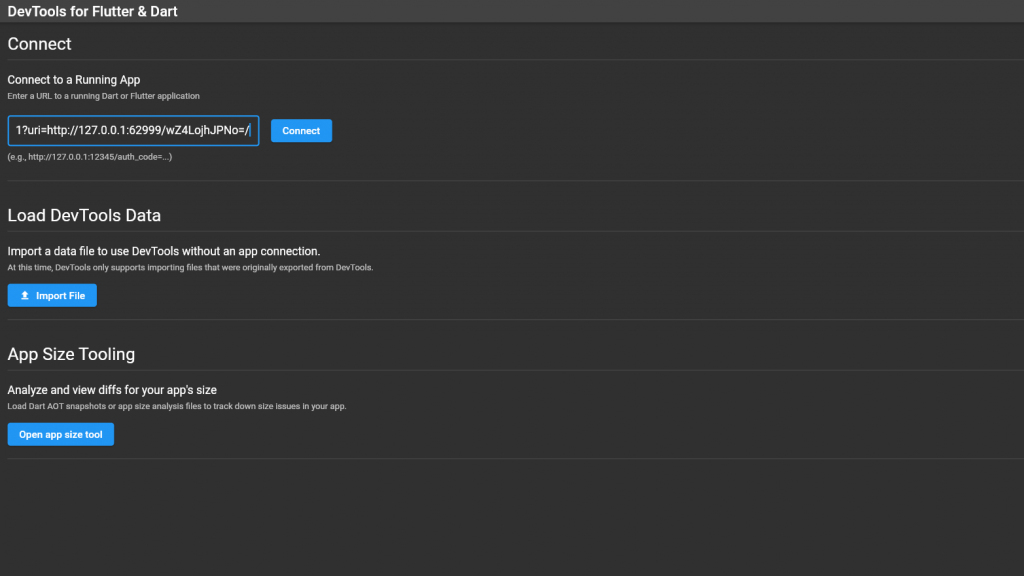 DevTools for Flutter & Dart
Connect
Connect to a Running App
Enter a URL to a running Dart or Flutter application
1?uri=http://127.0.0.1:62999/wZ4LojhJPNo=/
Connect
(e.g., http://127.0.0.1:12345/auth_code=...)
Load DevTools Data
Import a data file to use DevTools without an app connection.
At this time, DevTools only supports importing files that were originally exported from DevTools.
Import File
App Size Tooling
Analyze and view diffs for your app's size
Load Dart AOT snapshots or app size analysis files to track down size issues in your app.
Open app size tool